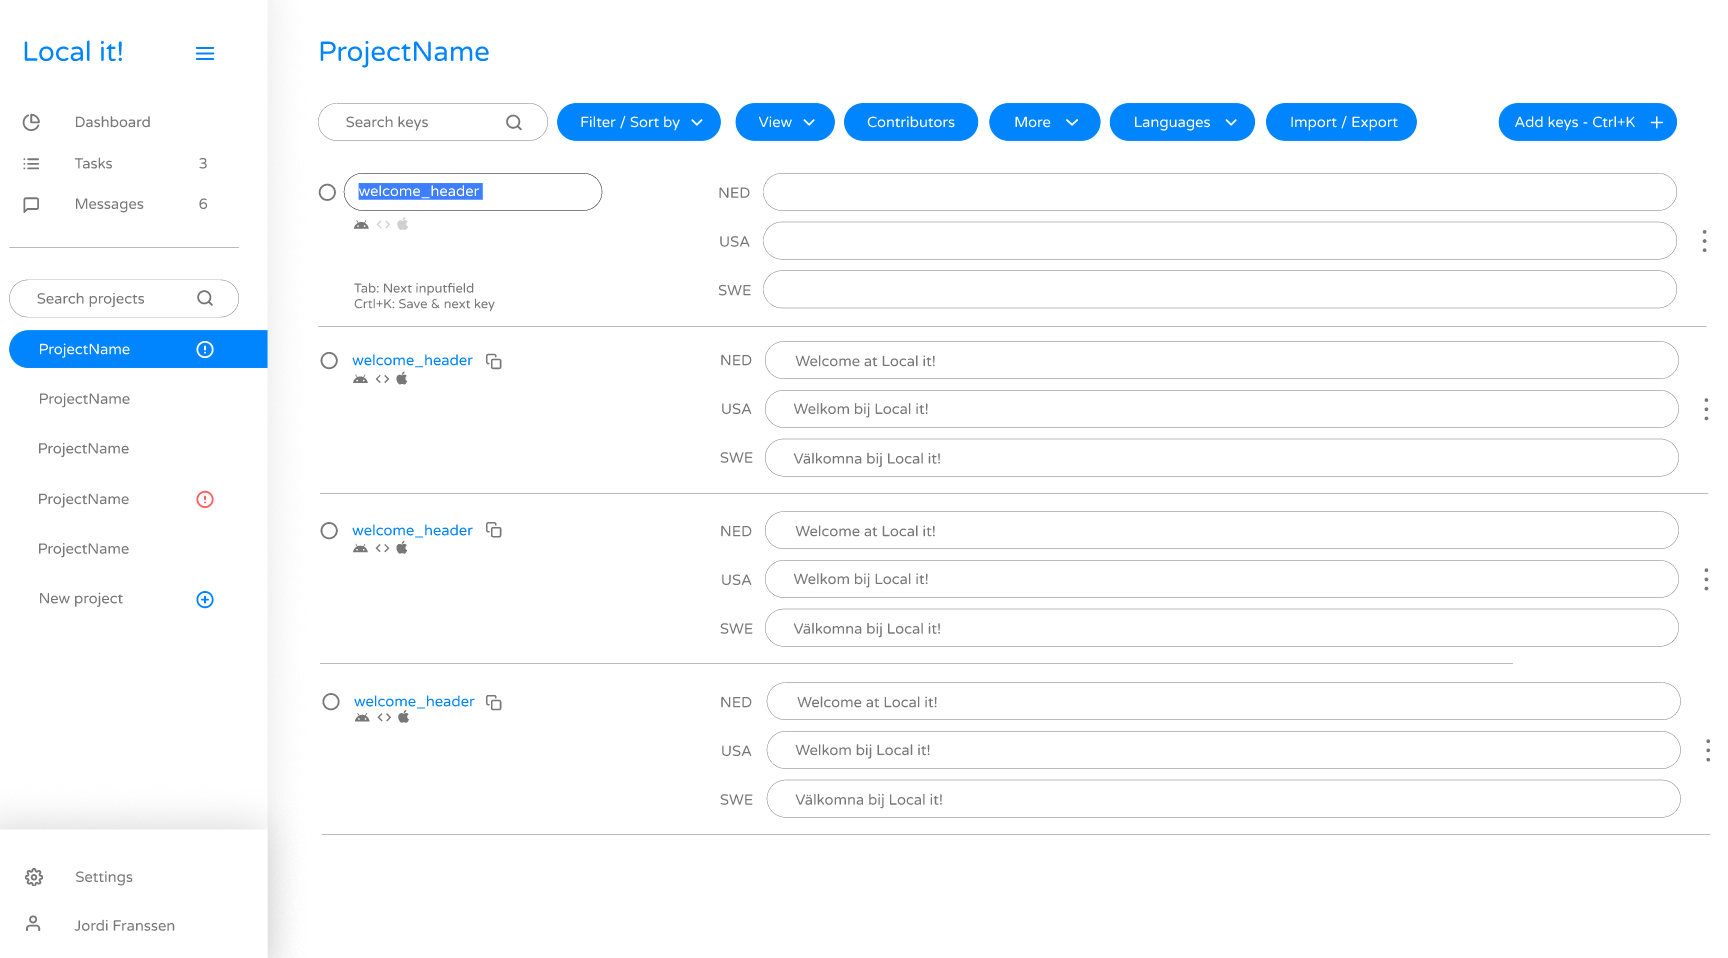 Local it!
Dashboard
Tasks 3
Messages 6
Search projects
ProjectName
ProjectName
ProjectName
ProjectName
ProjectName
New project
Settings
Jordi Franssen
ProjectName
Search keys
Filter / Sort by
View
Contributors
More
Languages
Import / Export
Add keys - Ctrl+K
welcome_header
Tab: Next inputfield
Crtl+K: Save & next key
NED
USA
SWE
welcome_header
NED Welcome at Local it!
USA Welkom bij Local it!
SWE Välkomna bij Local it!
welcome_header
NED Welcome at Local it!
USA Welkom bij Local it!
SWE Välkomna bij Local it!
welcome_header
NED Welcome at Local it!
USA Welkom bij Local it!
SWE Välkomna bij Local it!